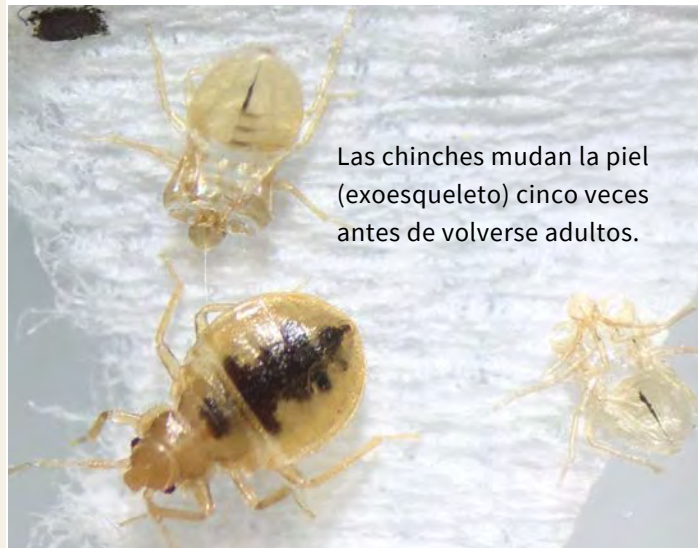 Las chinches mudan la piel
(exoesqueleto) cinco veces
antes de volverse adultos.